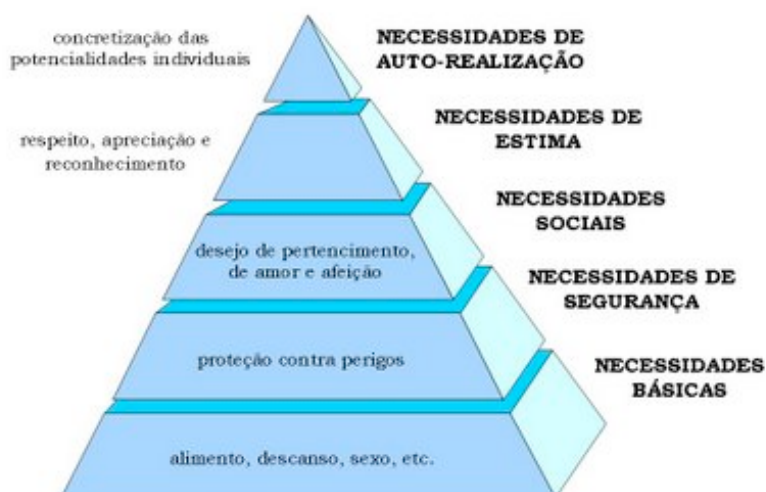 concretização das
potencialidades individuais
NECESSIDADES DE
AUTO-REALIZAÇÃO
respeito, apreciação e
reconhecimento
NECESSIDADES DE
ESTIMA
desejo de pertencimento,
de amor e afeição
NECESSIDADES
SOCIAIS
proteção contra perigos
NECESSIDADES DE
SEGURANÇA
alimento, descanso, sexo, etc.
NECESSIDADES
BÁSICAS